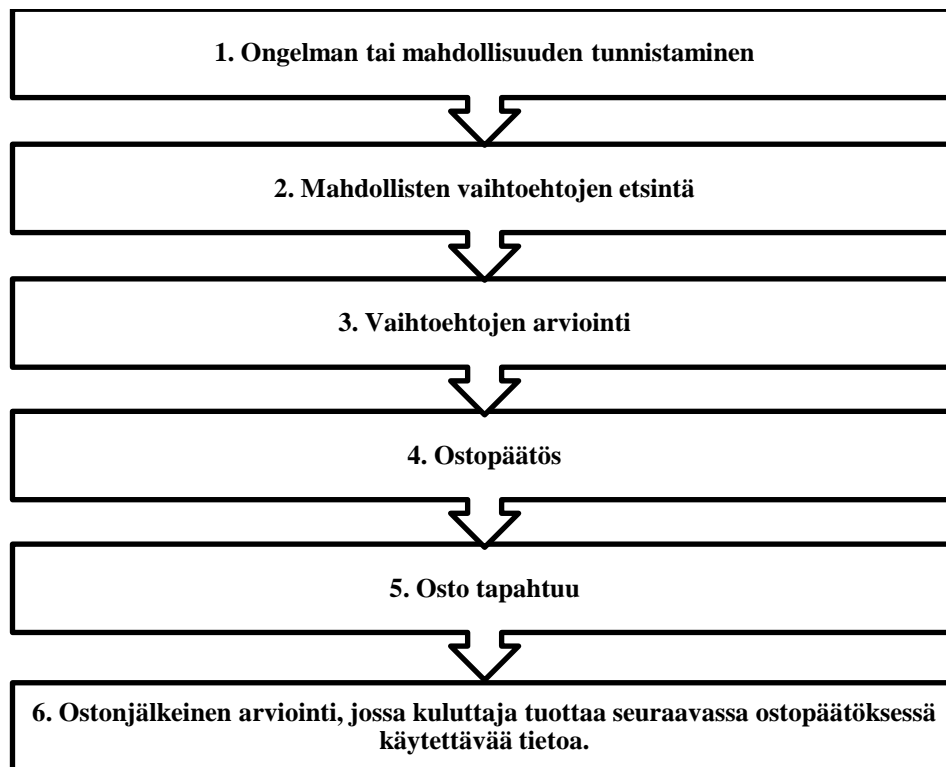 1. Ongelman tai mahdollisuuden tunnistaminen
2. Mahdollisten vaihtoehtojen etsintä
3. Vaihtoehtojen arviointi
4. Ostopäätös
5. Osto tapahtuu
6. Ostonjälkeinen arviointi, jossa kuluttaja tuottaa seuraavassa ostopäätöksessä
käytettävää tietoa.